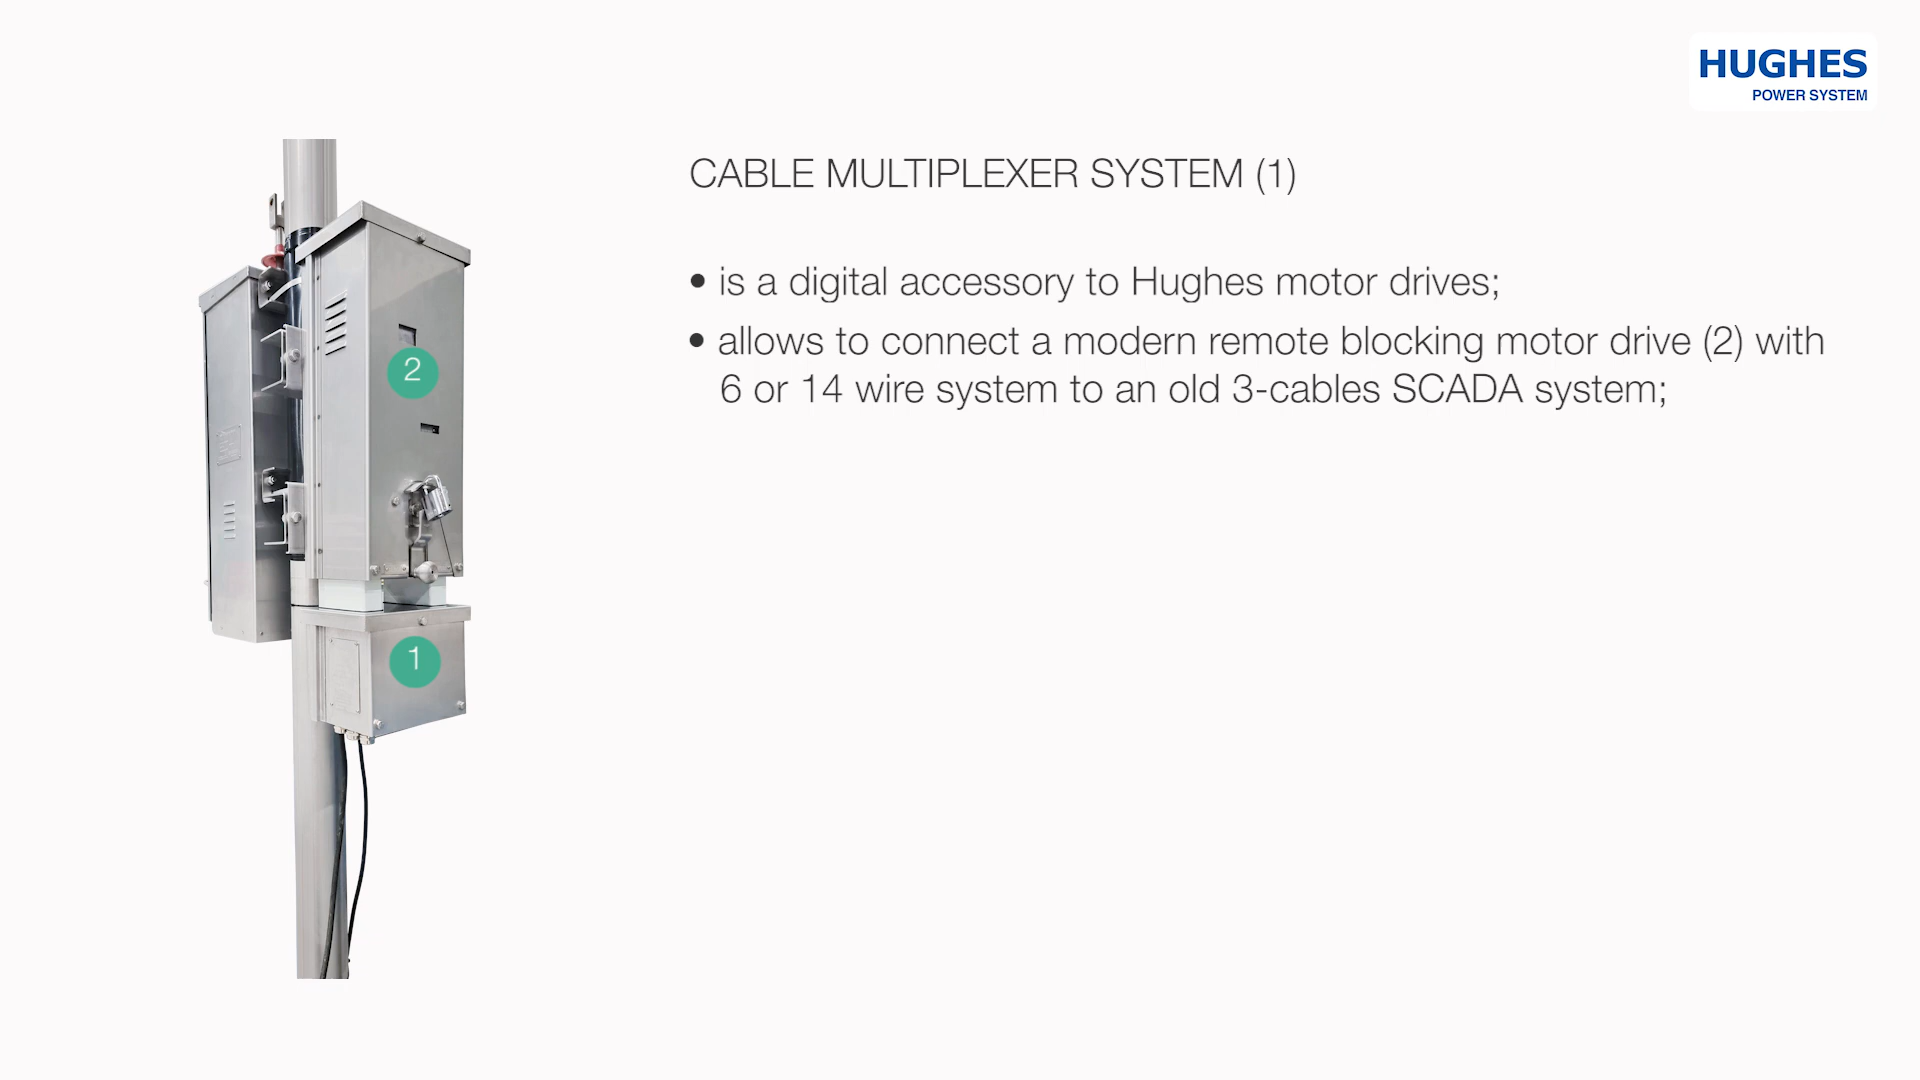 HUGHES
POWER SYSTEM
CABLE MULTIPLEXER SYSTEM (1)
• is a digital accessory to Hughes motor drives;
• allows to connect a modern remote blocking motor drive (2) with
6 or 14 wire system to an old 3-cables SCADA system;
2
1